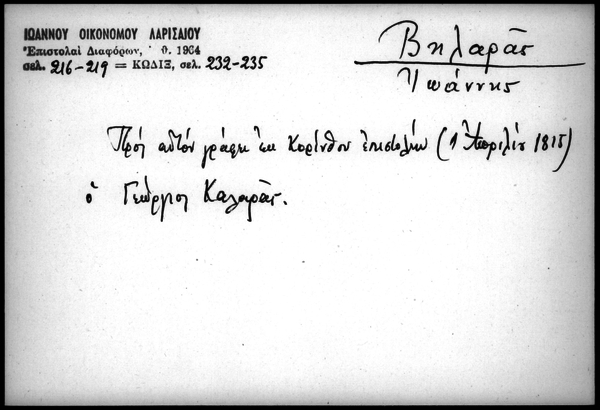 ΙΩΑΝΝΟΥ ΟΙΚΟΝΟΜΟΥ ΛΑΡΙΣΑΙΟΥ
Ἐπιστολαὶ Διαφόρων, Ἀθ. 1964
σελ. 216-219 = ΚΩΔΙΞ, σελ. 232-235
Βηλαρᾶς
Ἰωάννης
Πρὸς αὐτὸν γράφει ἐκ Κορίνθου ἐπιστολὴν (1 Ἀπριλίου 1815)
ὁ Γεώργιος Καλαρᾶς.